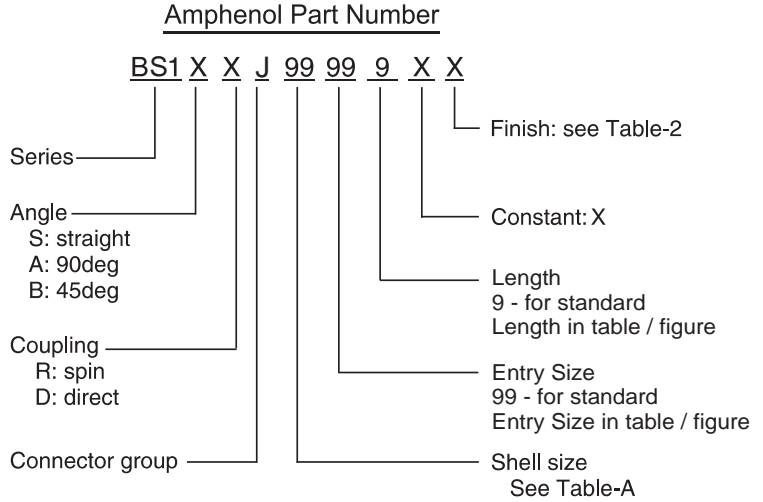 Amphenol Part Number
BS1 X X J 99 99 9 X X
Series
Angle
S: straight
A: 90deg
B: 45deg
Coupling
R: spin
D: direct
Connector group
Finish: see Table-2
Constant: X
Length
9 - for standard
Length in table / figure
Entry Size
99 - for standard
Entry Size in table / figure
Shell size
See Table-A